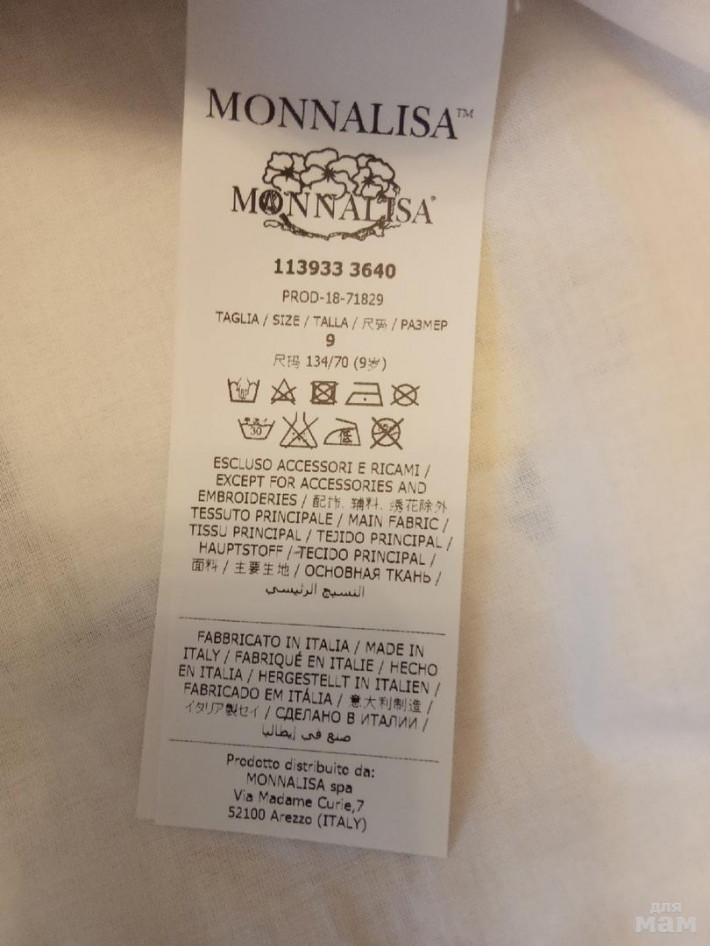 MONNALISA™
MONNALISA®
113933 3640
PROD-18-71829
TAGLIA / SIZE / TALLA / 尺码 / РАЗМЕР
9
尺码 134/70 (9岁)
30
低
ESCLUSO ACCESSORI E RICAMI /
EXCEPT FOR ACCESSORIES AND
EMBROIDERIES / 配饰、辅料、绣花除外
TESSUTO PRINCIPALE / MAIN FABRIC /
TISSU PRINCIPAL / TEJIDO PRINCIPAL /
HAUPTSTOFF / TECIDO PRINCIPAL /
面料 / 主要生地 / ОСНОВНАЯ ТКАНЬ /
النسيج الرئيسي
FABBRICATO IN ITALIA / MADE IN
ITALY / FABRIQUÉ EN ITALIE / HECHO
EN ITALIA / HERGESTELLT IN ITALIEN /
FABRICADO EM ITÁLIA / 意大利制造 /
イタリア製セイ / СДЕЛАНО В ИТАЛИИ /
صنع في إيطاليا
Prodotto distribuito da:
MONNALISA spa
Via Madame Curie,7
52100 Arezzo (ITALY)
для
мам